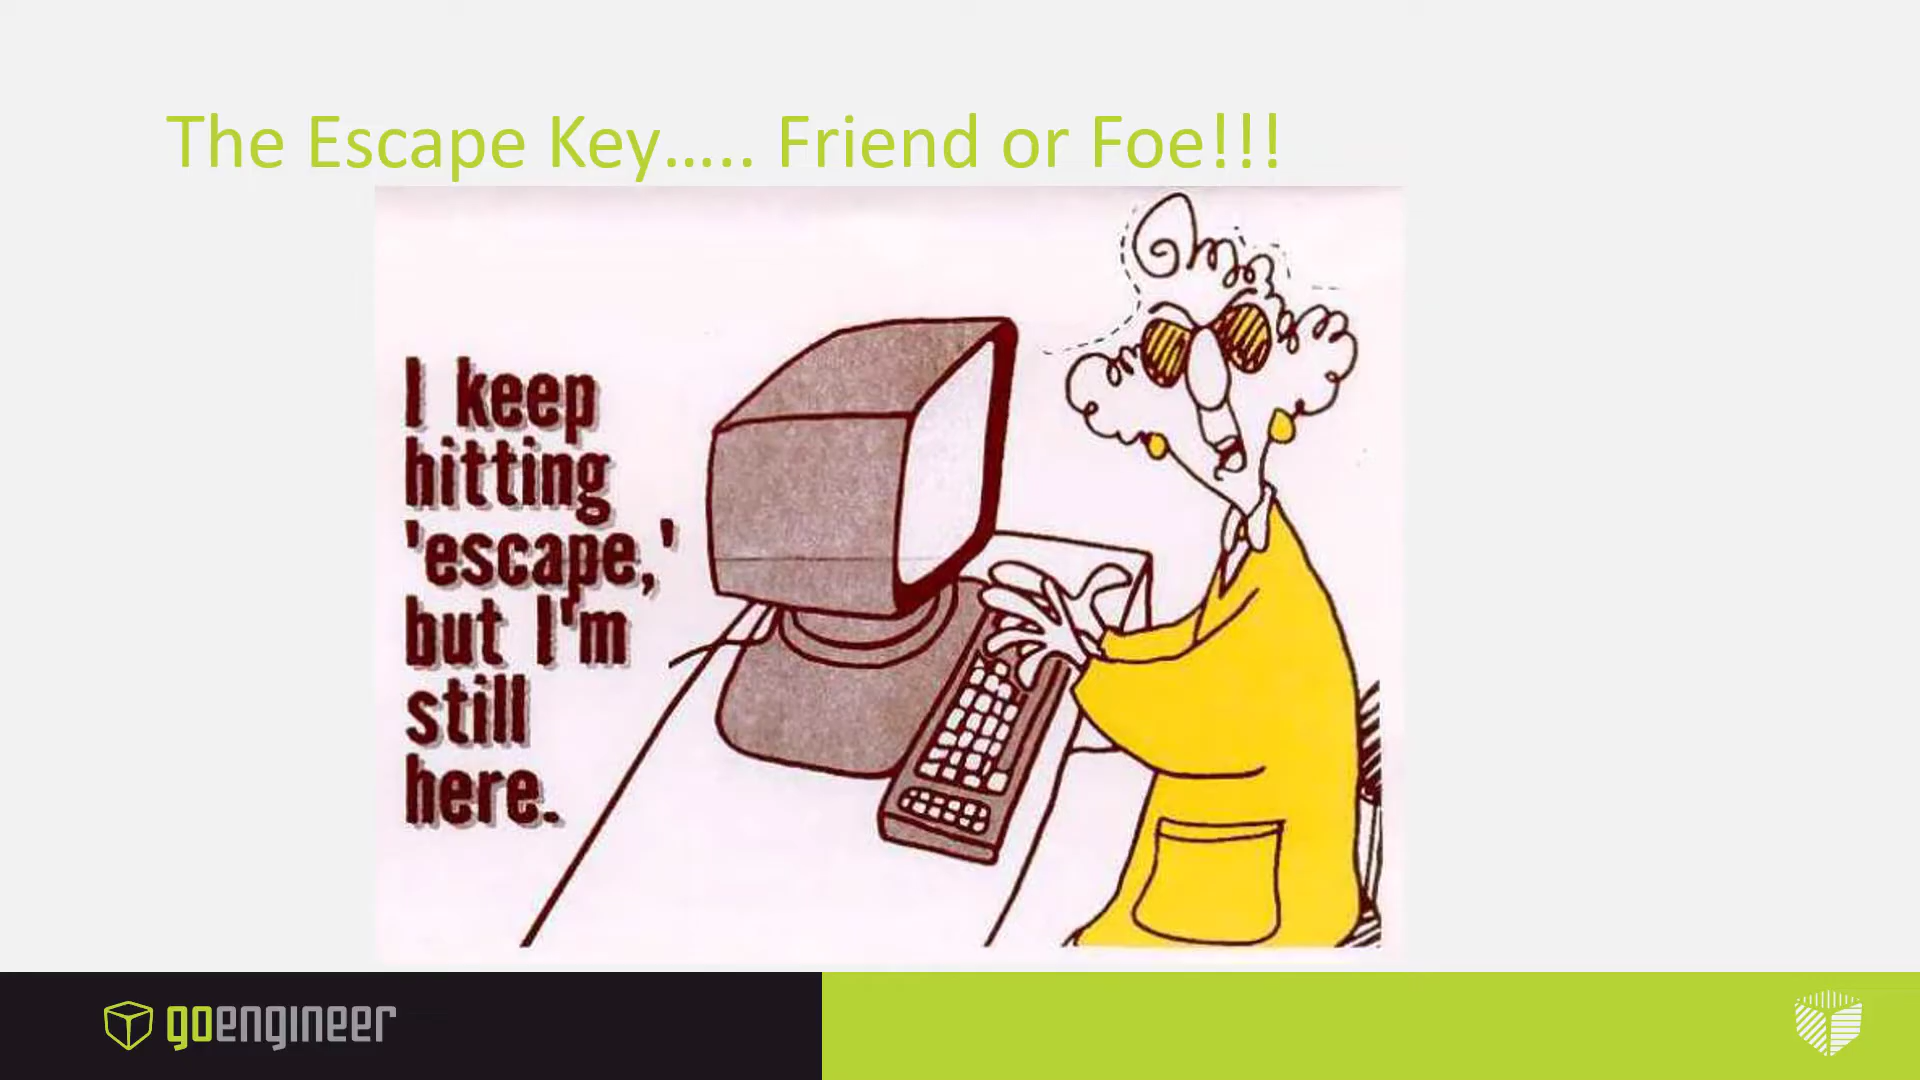 The Escape Key..... Friend or Foe!!!
I keep
hitting
'escape,'
but I'm
still
here.
goengineer